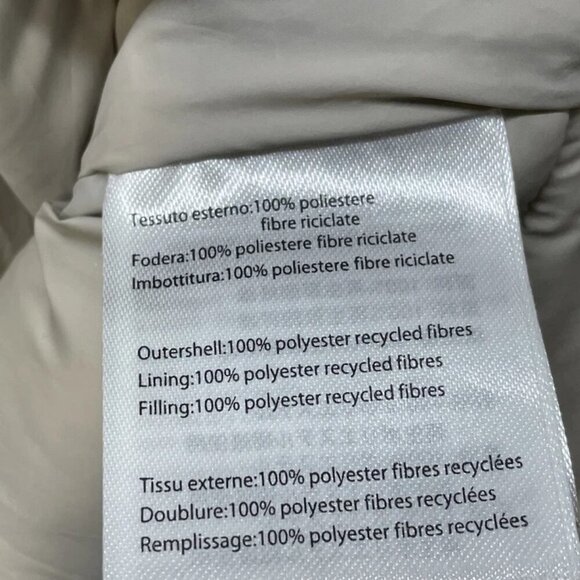 Tessuto esterno:100% poliestere
fibre riciclate
Fodera:100% poliestere fibre riciclate
Imbottitura:100% poliestere fibre riciclate
Outershell:100% polyester recycled fibres
Lining:100% polyester recycled fibres
Filling:100% polyester recycled fibres
Tissu externe:100% polyester fibres recyclées
Doublure:100% polyester fibres recyclées
Remplissage:100% polyester fibres recyclées